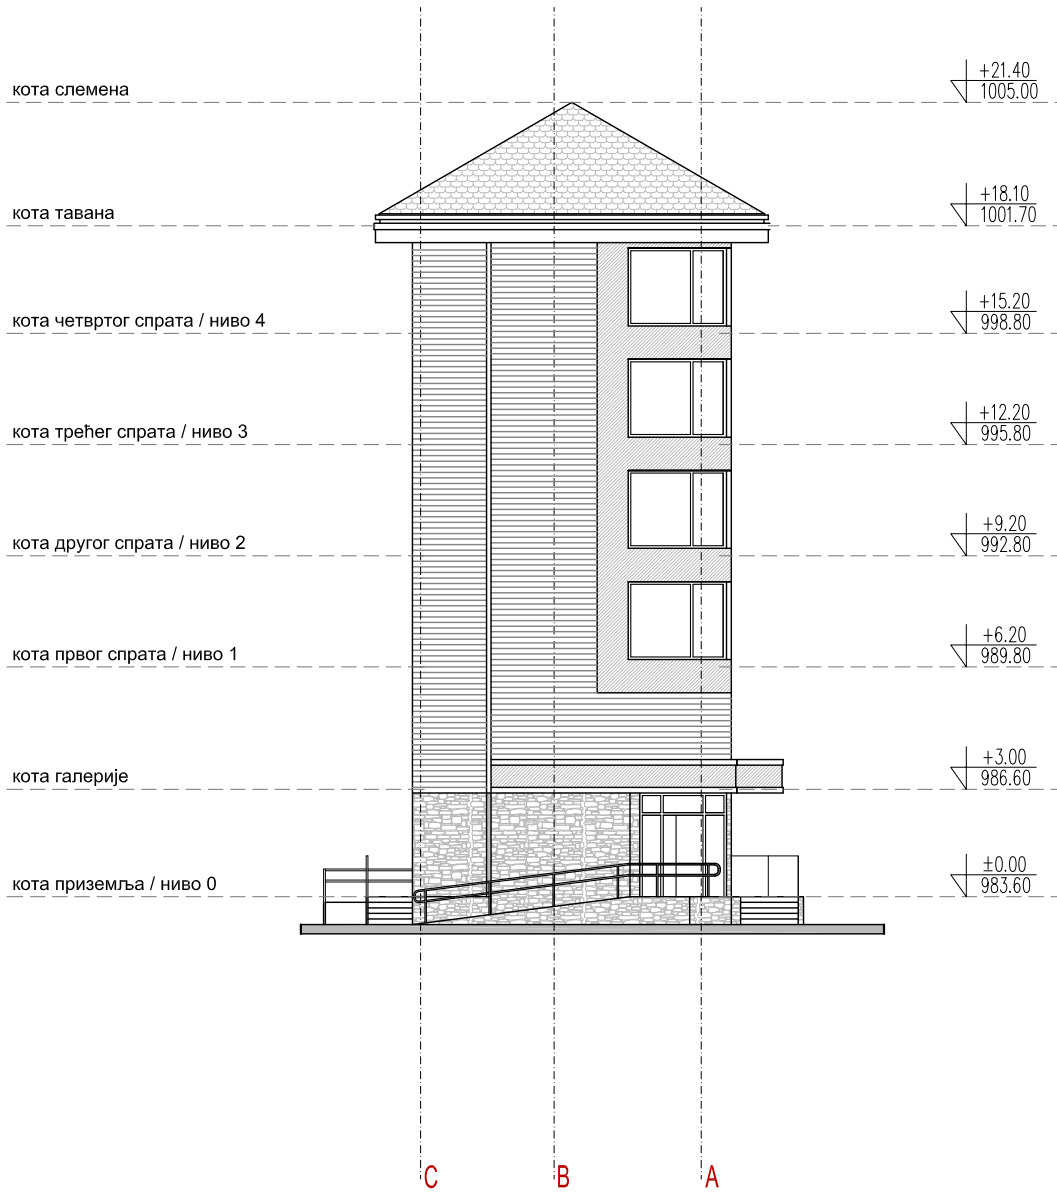 кота слемена
+21.40
1005.00
кота тавана
+18.10
1001.70
кота четвртог спрата / ниво 4
+15.20
998.80
кота трећег спрата / ниво 3
+12.20
995.80
кота другог спрата / ниво 2
+9.20
992.80
кота првог спрата / ниво 1
+6.20
989.80
кота галерије
+3.00
986.60
кота приземља / ниво 0
±0.00
983.60
C B A